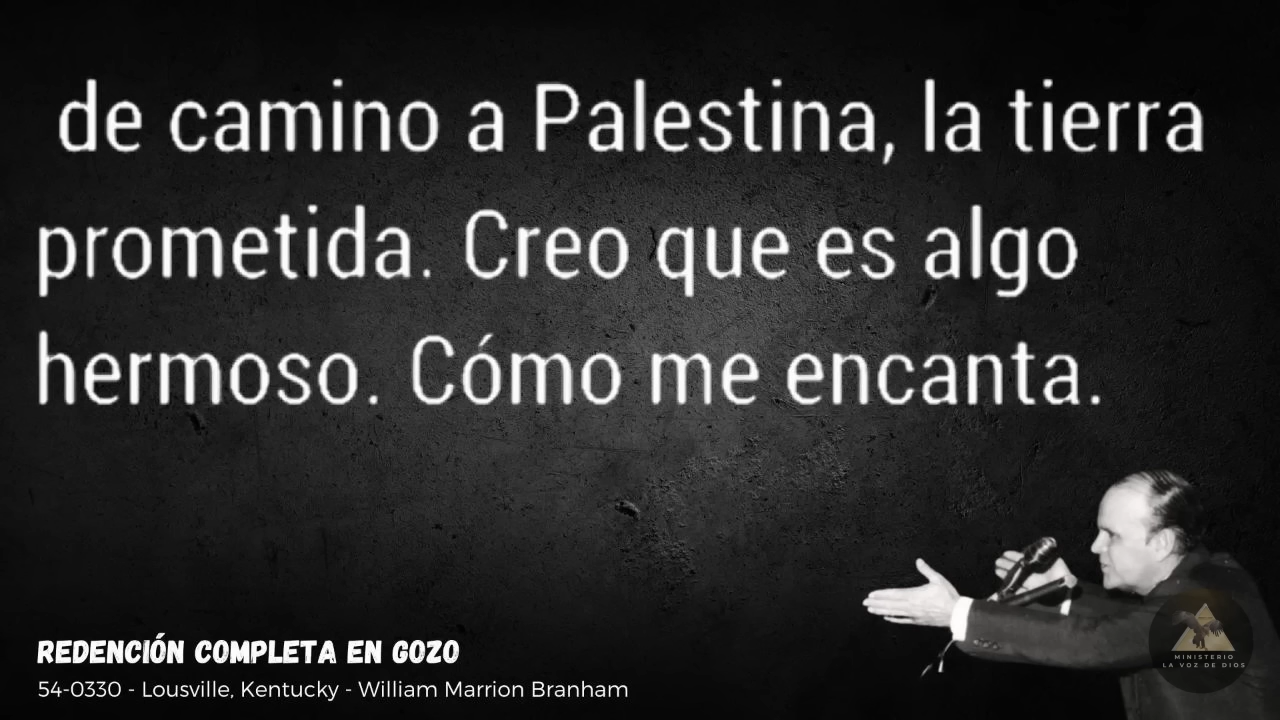 de camino a Palestina, la tierra
prometida. Creo que es algo
hermoso. Cómo me encanta.
REDENCIÓN COMPLETA EN GOZO
54-0330 - Lousville, Kentucky - William Marrion Branham
MINISTERIO
LA VOZ DE DIOS